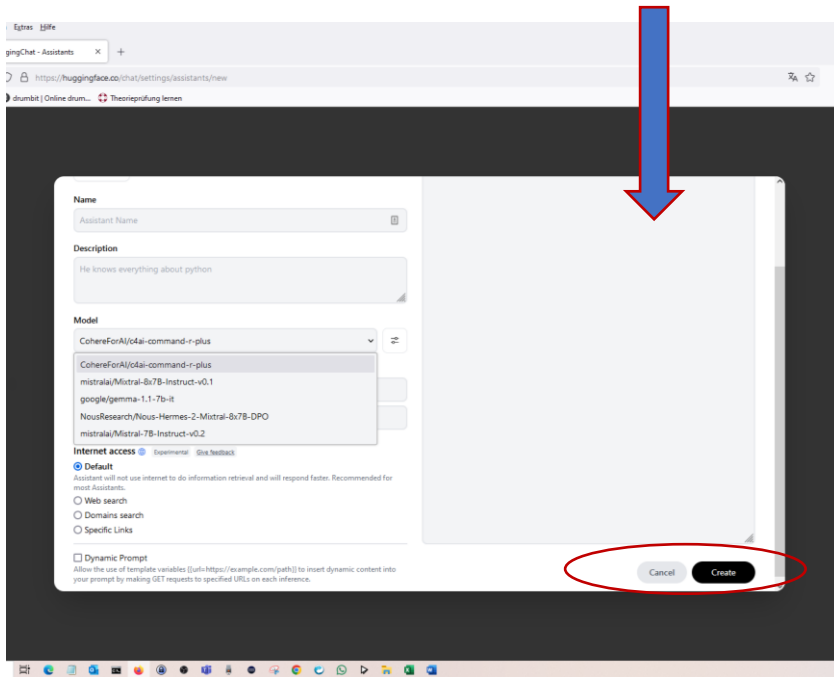 Extras Hilfe
gingChat - Assistants × +
https://huggingface.co/chat/settings/assistants/new
drumbit | Online drum... Theorieprüfung lernen
Name
Assistant Name
Description
He knows everything about python
Model
CohereForAI/c4ai-command-r-plus
CohereForAI/c4ai-command-r-plus
mistralai/Mixtral-8x7B-Instruct-v0.1
google/gemma-1.1-7b-it
NousResearch/Nous-Hermes-2-Mixtral-8x7B-DPO
mistralai/Mistral-7B-Instruct-v0.2
Internet access Experimental Give feedback
Default
Assistant will not use internet to do information retrieval and will respond faster. Recommended for
most Assistants.
Web search
Domains search
Specific Links
Dynamic Prompt
Allow the use of template variables {{url=https://example.com/path}} to insert dynamic content into
your prompt by making GET requests to specified URLs on each inference.
Cancel Create